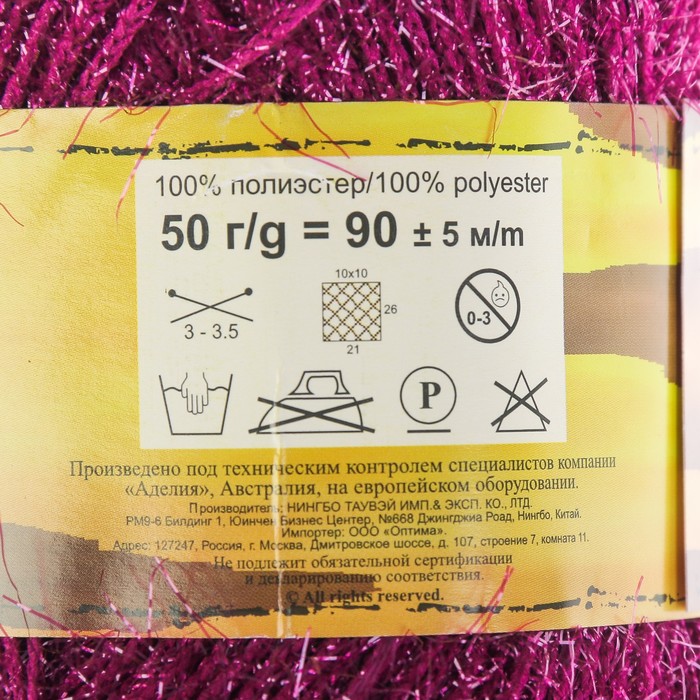 100% полиэстер/100% polyester
50 г/g = 90 ± 5 м/m
10x10
26
21
3 - 3.5
0-3
P
Произведено под техническим контролем специалистов компании
«Аделия», Австралия, на европейском оборудовании.
Производитель: НИНГБО ТАУВЭЙ ИМП.& ЭКСП. КО., ЛТД.
РМ9-6 Билдинг 1, Юинчен Бизнес Центер, №668 Джингджиа Роад, Нингбо, Китай.
Импортер: ООО «Оптима».
Адрес: 127247, Россия, г. Москва, Дмитровское шоссе, д. 107, строение 7, комната 11.
Не подлежит обязательной сертификации
и декларированию соответствия.
© All rights reserved.